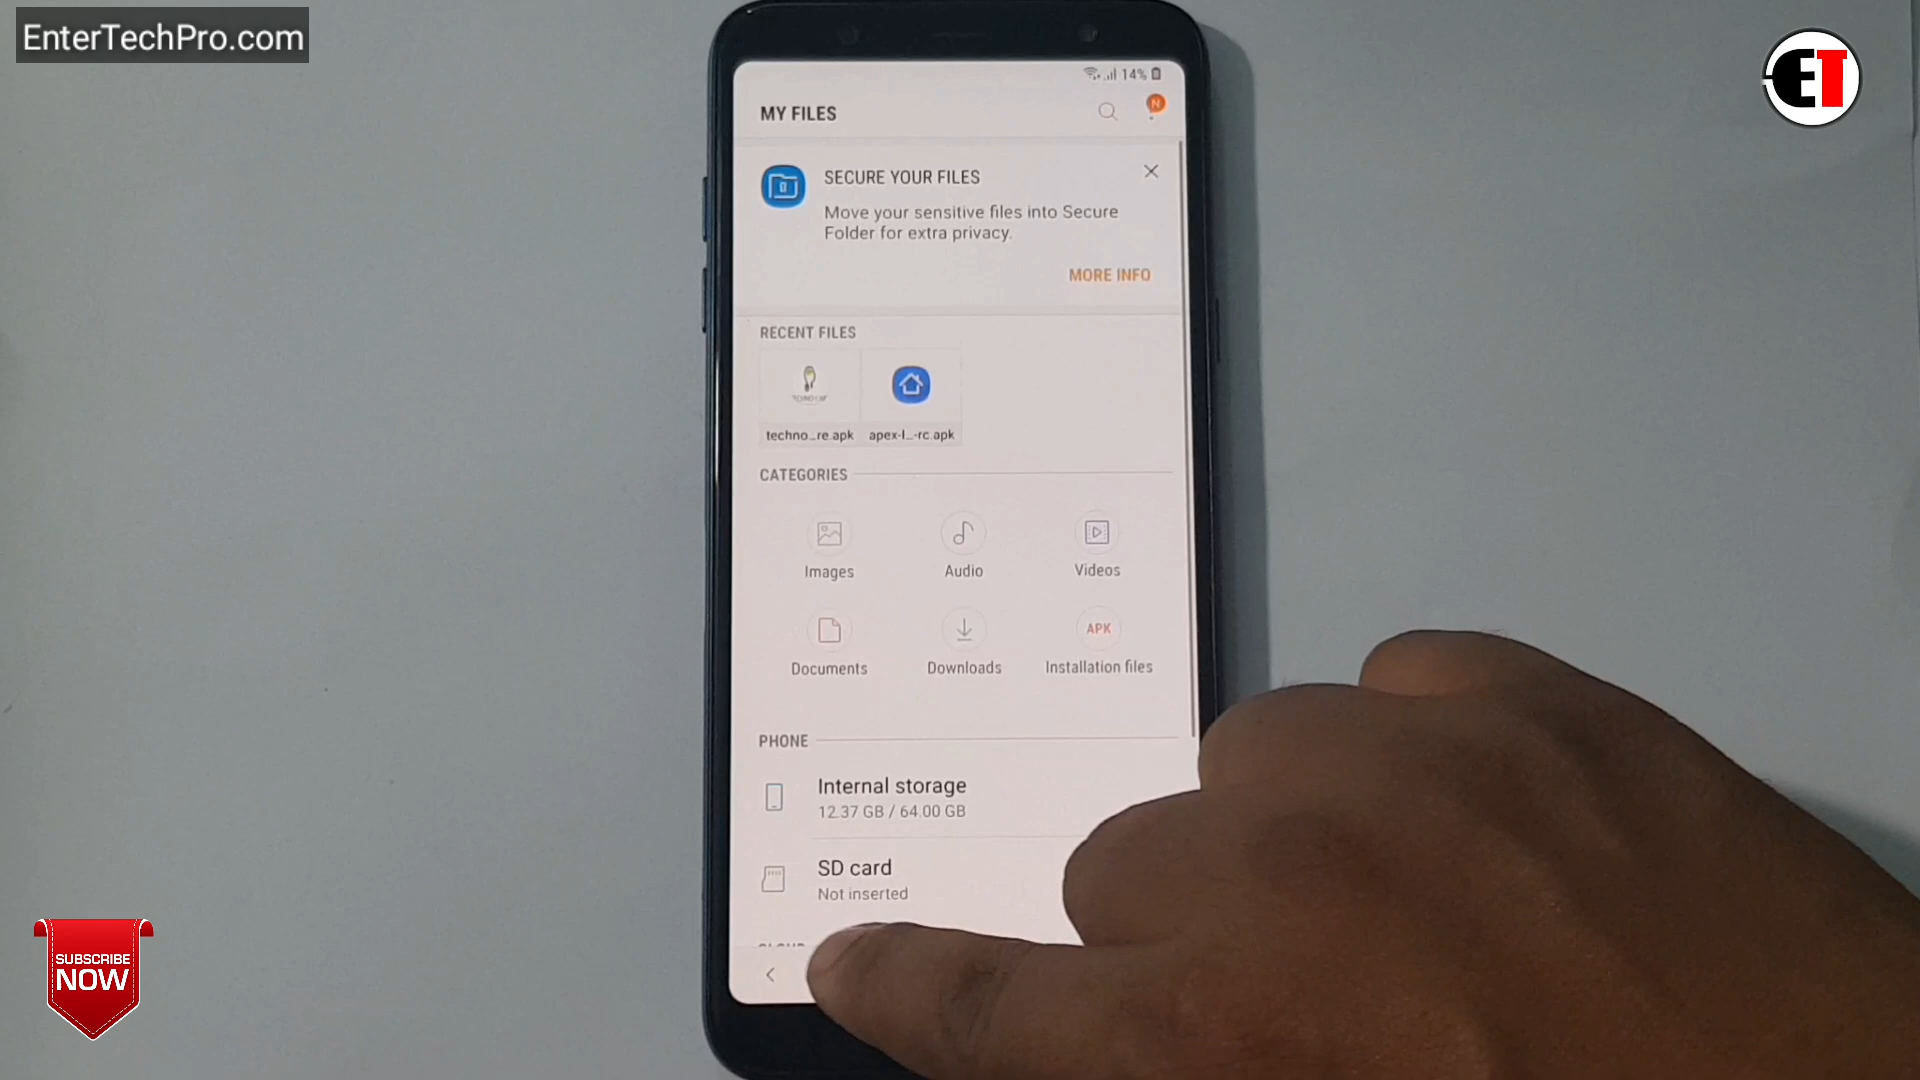 EnterTechPro.com
ET
14%
MY FILES
N
SECURE YOUR FILES
Move your sensitive files into Secure
Folder for extra privacy.
MORE INFO
RECENT FILES
techno...re.apk
apex-l...-rc.apk
CATEGORIES
Images
Audio
Videos
Documents
Downloads
APK
Installation files
PHONE
Internal storage
12.37 GB / 64.00 GB
SD card
Not inserted
SUBSCRIBE
NOW